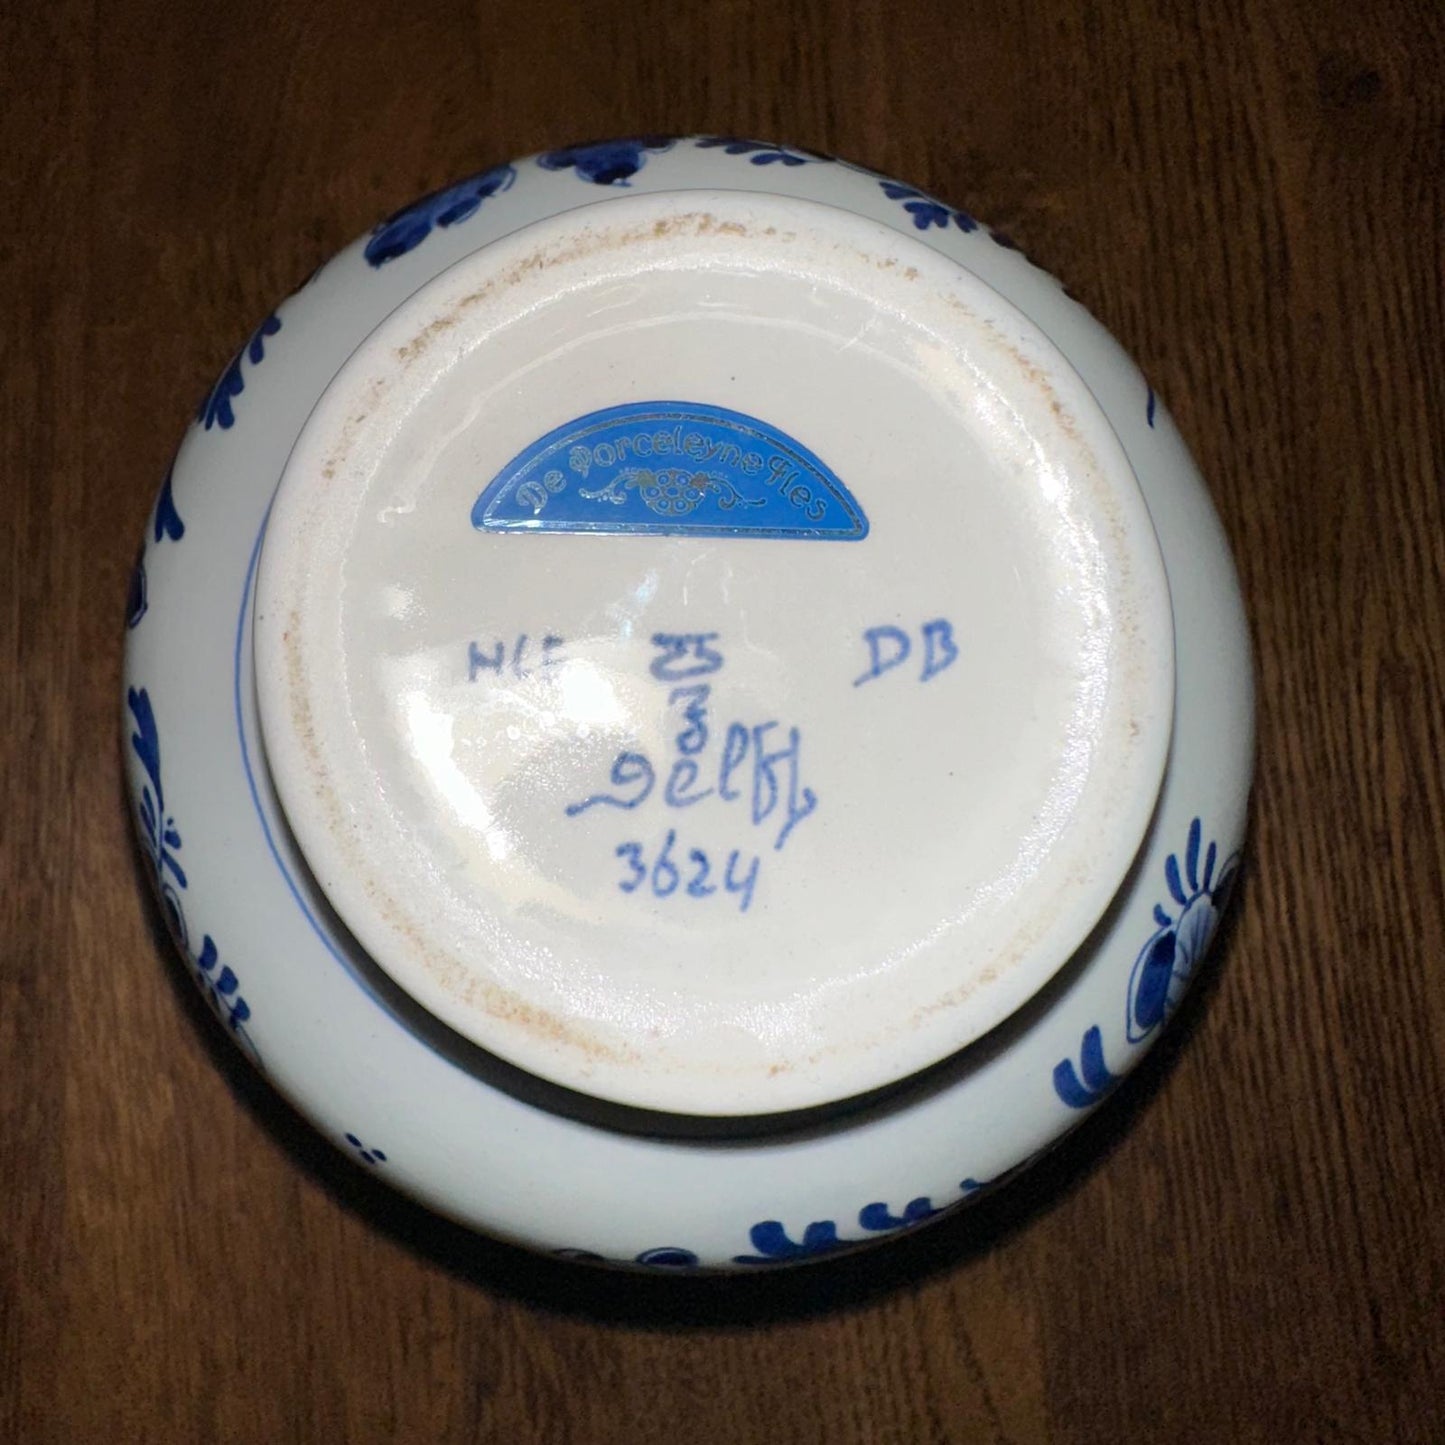 De Porceleyne Fles
DB
Delft
3624